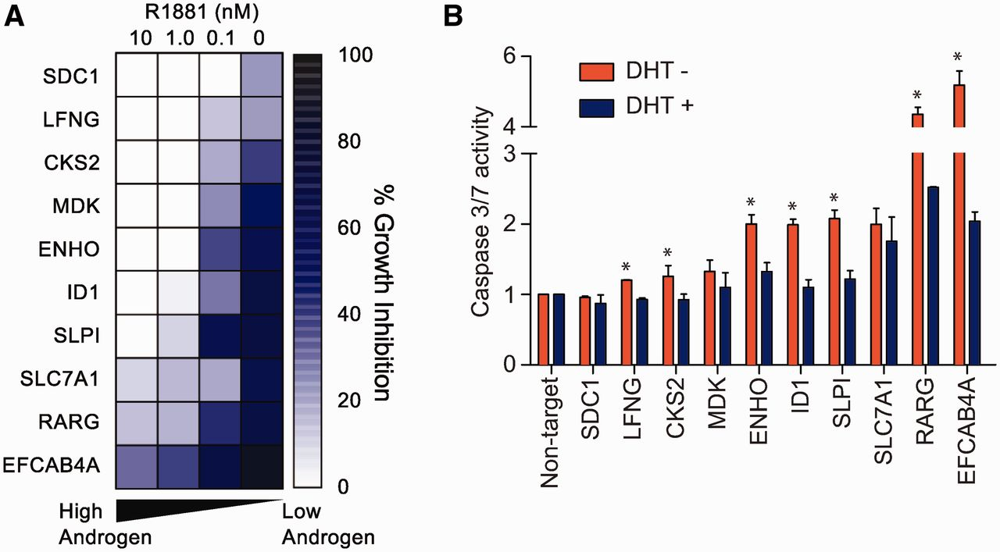 A
R1881 (nM)
10 1.0 0.1 0
SDC1
LFNG
CKS2
MDK
ENHO
ID1
SLPI
SLC7A1
RARG
EFCAB4A
High
Androgen
Low
Androgen
100
80
60
40
20
0
% Growth Inhibition
B
DHT -
DHT +
Caspase 3/7 activity
6
4
3
2
1
0
* * * * * * *
Non-target
SDC1
LFNG
CKS2
MDK
ENHO
ID1
SLPI
SLC7A1
RARG
EFCAB4A